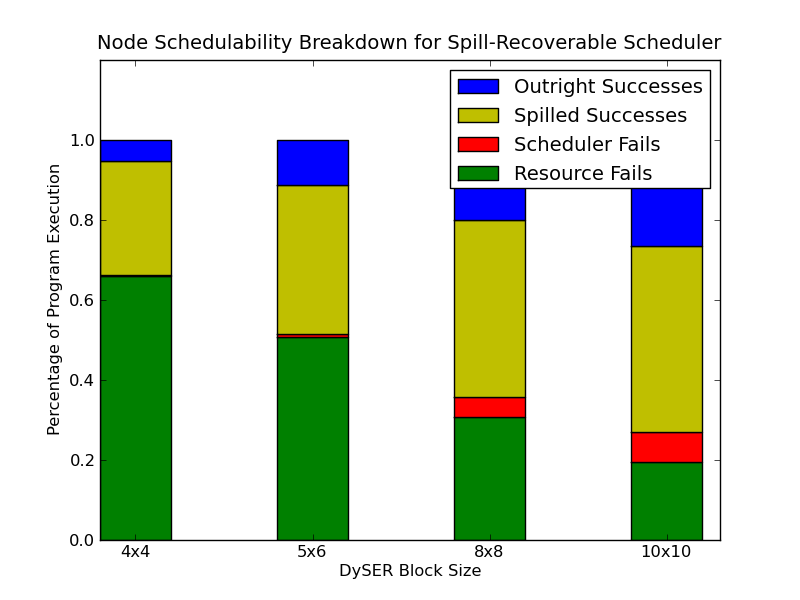 Node Schedulability Breakdown for Spill-Recoverable Scheduler
Outright Successes
Spilled Successes
Scheduler Fails
Resource Fails
Percentage of Program Execution
1.0
0.8
0.6
0.4
0.2
0.0
4x4 5x6 8x8 10x10
DySER Block Size